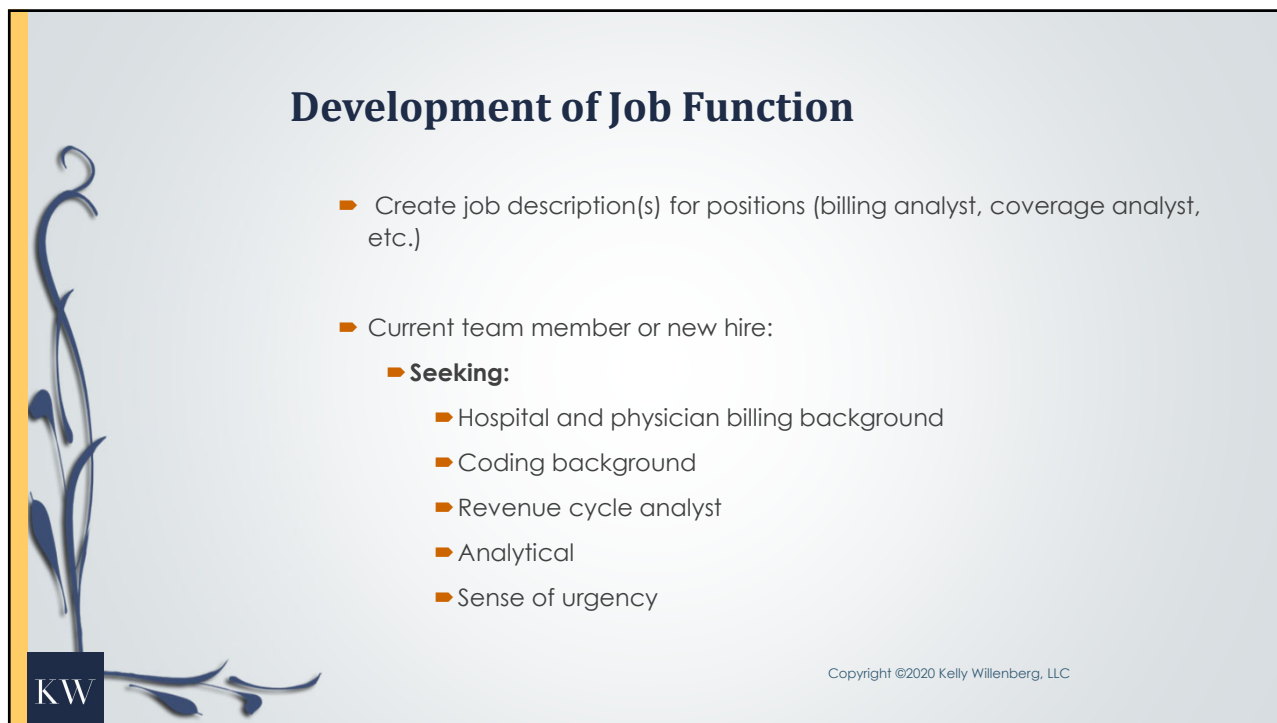 Development of Job Function
Create job description(s) for positions (billing analyst, coverage analyst,
etc.)
Current team member or new hire:
Seeking:
Hospital and physician billing background
Coding background
Revenue cycle analyst
Analytical
Sense of urgency
Copyright ©2020 Kelly Willenberg, LLC
KW